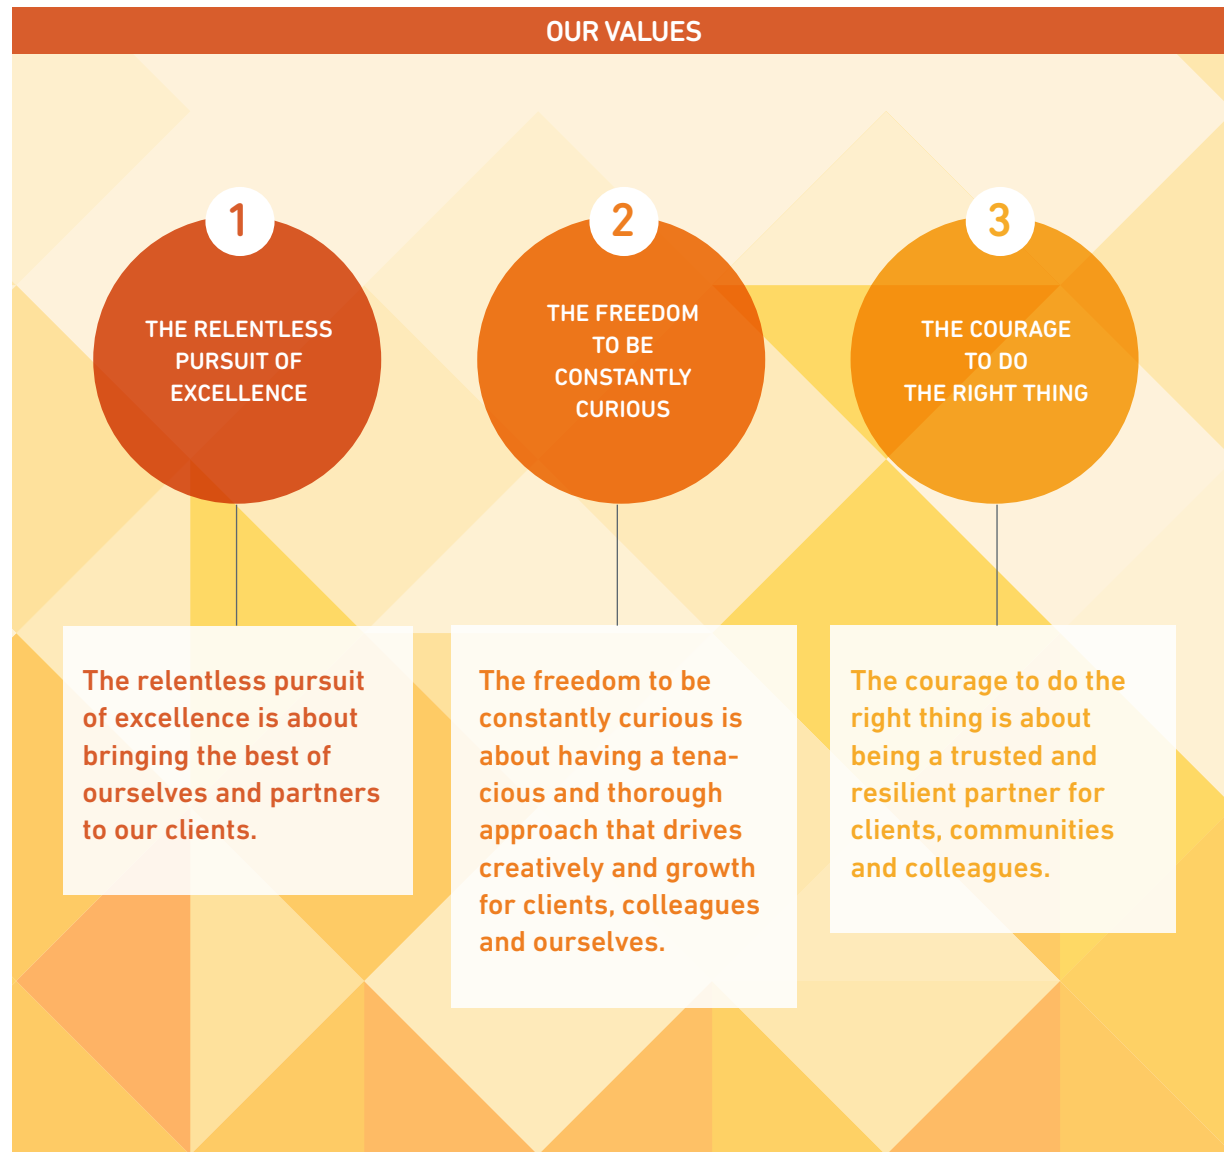 OUR VALUES
1
THE RELENTLESS
PURSUIT OF
EXCELLENCE
2
THE FREEDOM
TO BE
CONSTANTLY
CURIOUS
3
THE COURAGE
TO DO
THE RIGHT THING
The relentless pursuit
of excellence is about
bringing the best of
ourselves and partners
to our clients.
The freedom to be
constantly curious is
about having a tena-
cious and thorough
approach that drives
creatively and growth
for clients, colleagues
and ourselves.
The courage to do the
right thing is about
being a trusted and
resilient partner for
clients, communities
and colleagues.